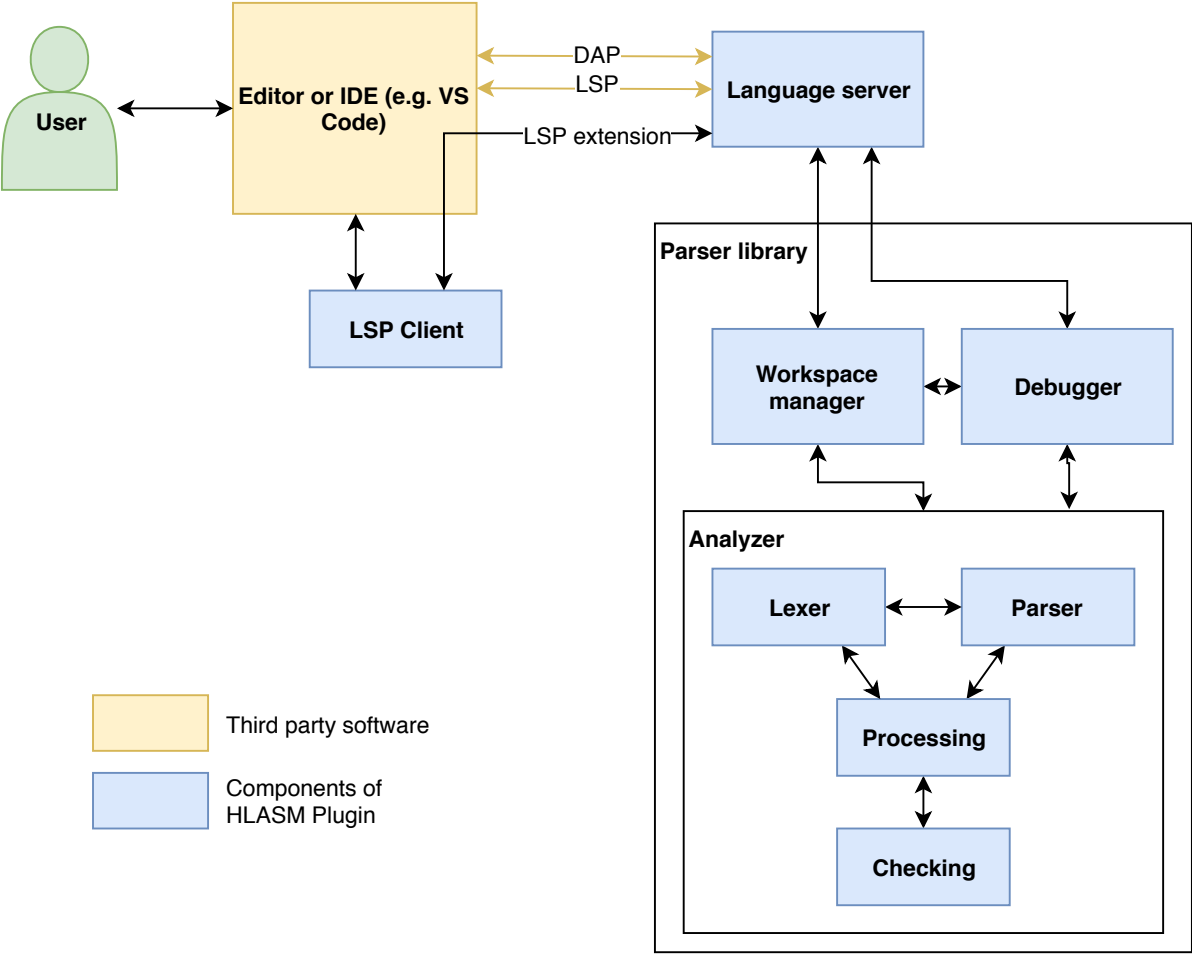 User
Editor or IDE (e.g. VS
Code)
DAP
LSP
LSP extension
Language server
LSP Client
Parser library
Workspace
manager
Debugger
Analyzer
Lexer
Parser
Processing
Checking
Third party software
Components of
HLASM Plugin